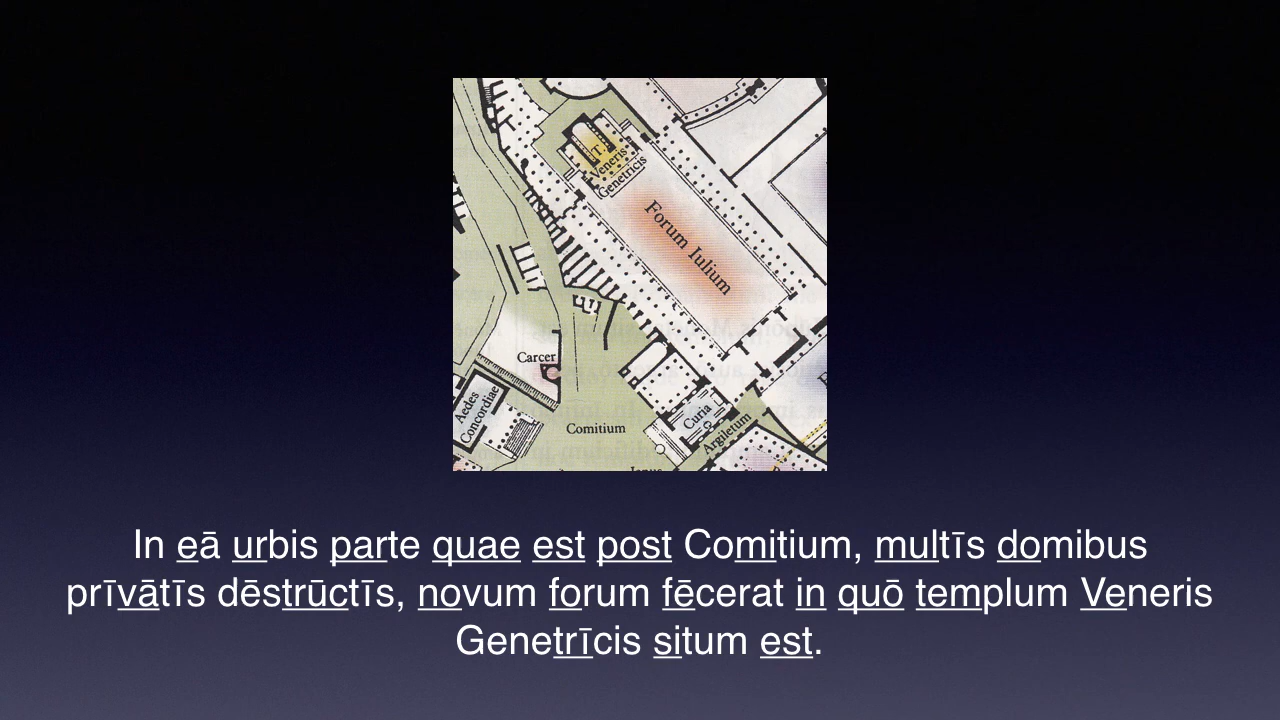 T.
Veneris
Genetricis
Forum Iulium
Carcer
Aedes
Concordiae
Curia
Comitium
Argiletum
In eā urbis parte quae est post Comitium, multīs domibus
prīvātīs dēstrūctīs, novum forum fēcerat in quō templum Veneris
Genetrīcis situm est.